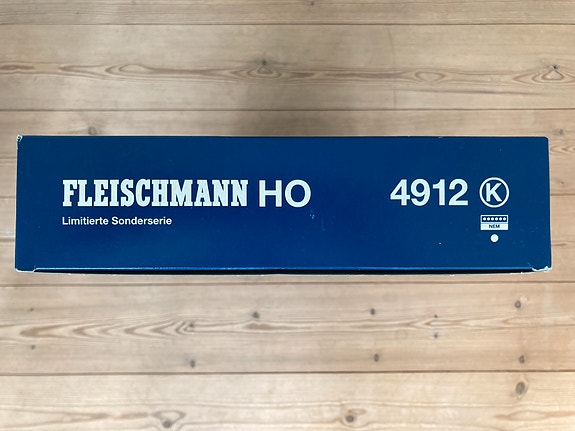 FLEISCHMANN HO 4912 K
Limitierte Sonderserie
NEM